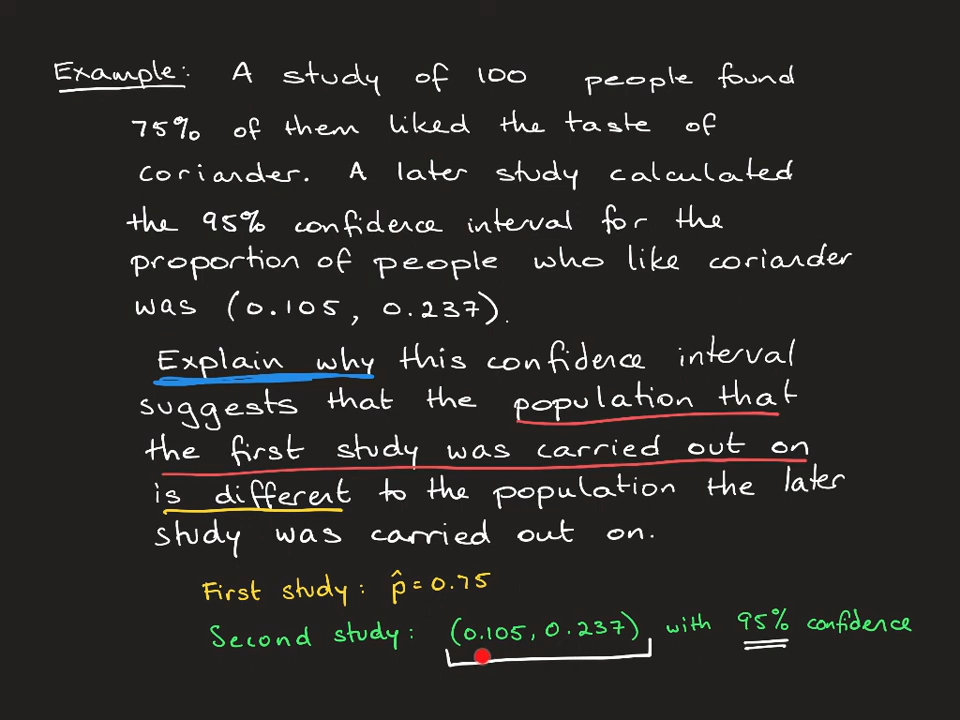 Example: A study of 100 people found
75% of them liked the taste of
coriander. A later study calculated
the 95% confidence interval for the
proportion of people who like coriander
was (0.105, 0.237).
Explain why this confidence interval
suggests that the population that
the first study was carried out on
is different to the population the later
study was carried out on.
First study: p̂ = 0.75
Second study: (0.105, 0.237) with 95% confidence